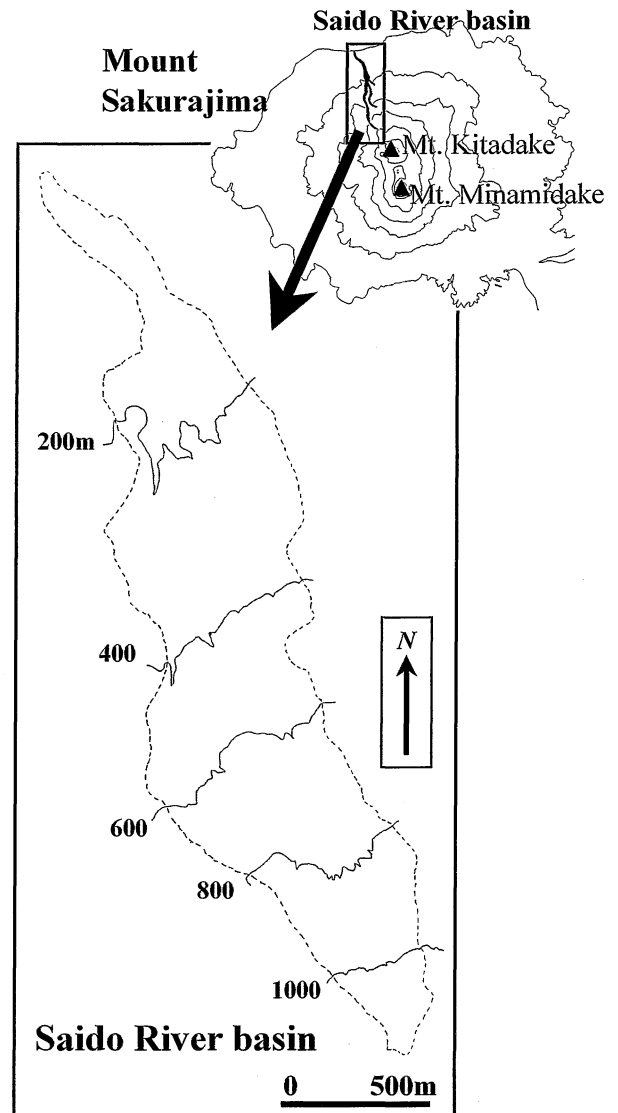 Saido River basin
Mount
Sakurajima
Mt. Kitadake
Mt. Minamidake
200m
400
N
600
800
1000
Saido River basin
0 500m